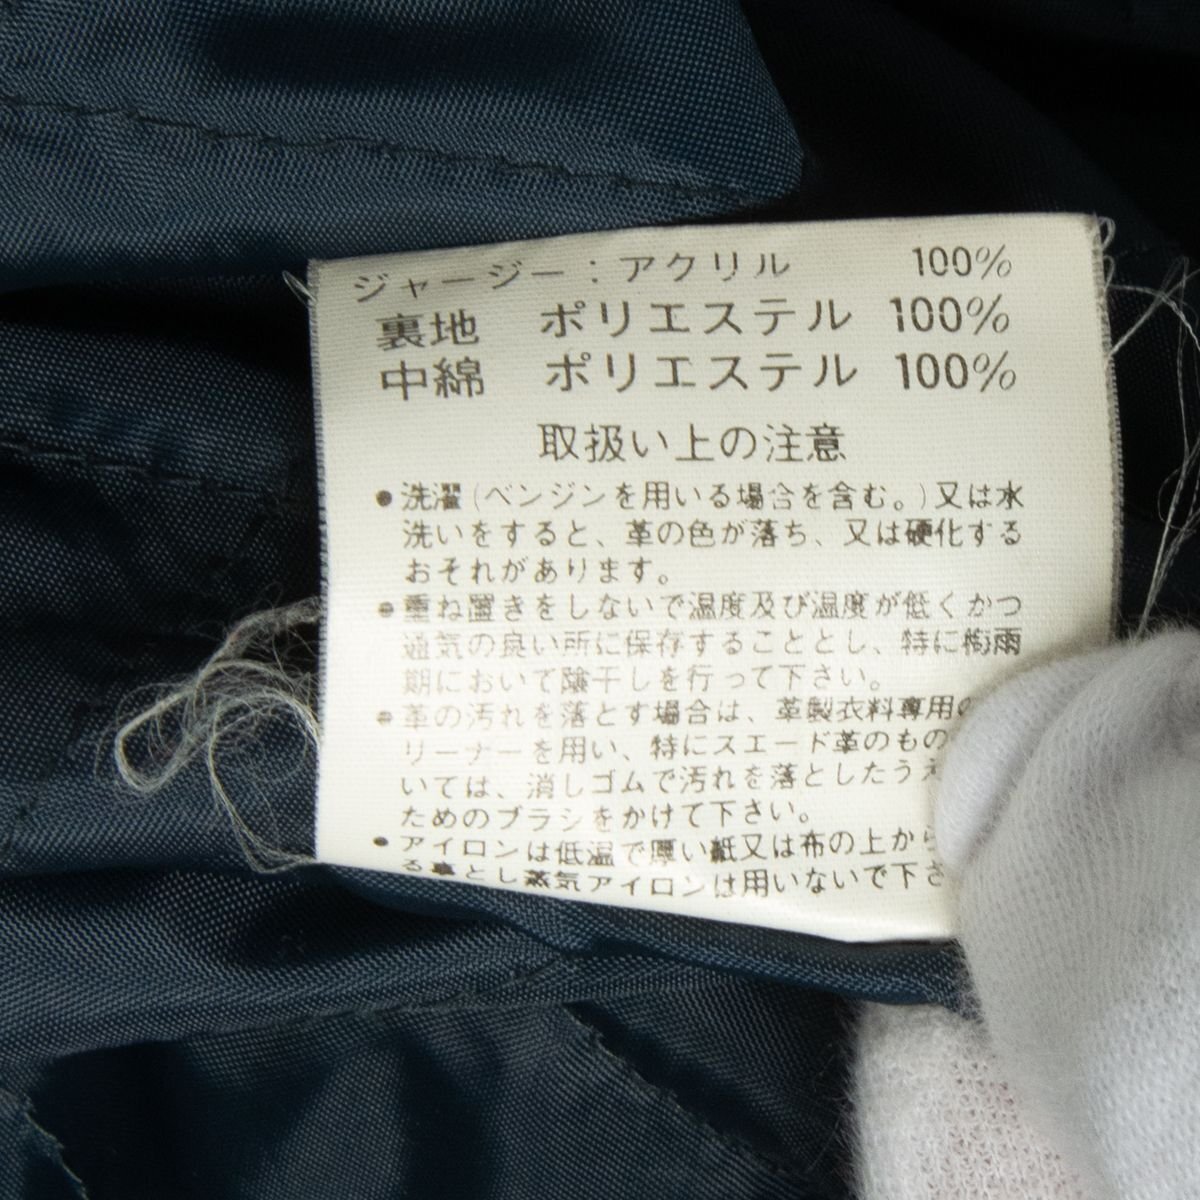 ジャージー：アクリル 100%
裏地 ポリエステル 100%
中綿 ポリエステル 100%
取扱い上の注意
●洗濯(ベンジンを用いる場合を含む。)又は水
洗いをすると、革の色が落ち、又は硬化する
おそれがあります。
●重ね置きをしないで湿度及び温度が低くかつ
通気の良い所に保存することとし、特に梅雨
期において陰干しを行って下さい。
●革の汚れを落とす場合は、革製衣料専用の
リーナーを用い、特にスエード革のもの
いては、消しゴムで汚れを落としたうえ
ためのブラシをかけて下さい。
●アイロンは低温で厚い紙又は布の上から
る事とし蒸気アイロンは用いないで下さ